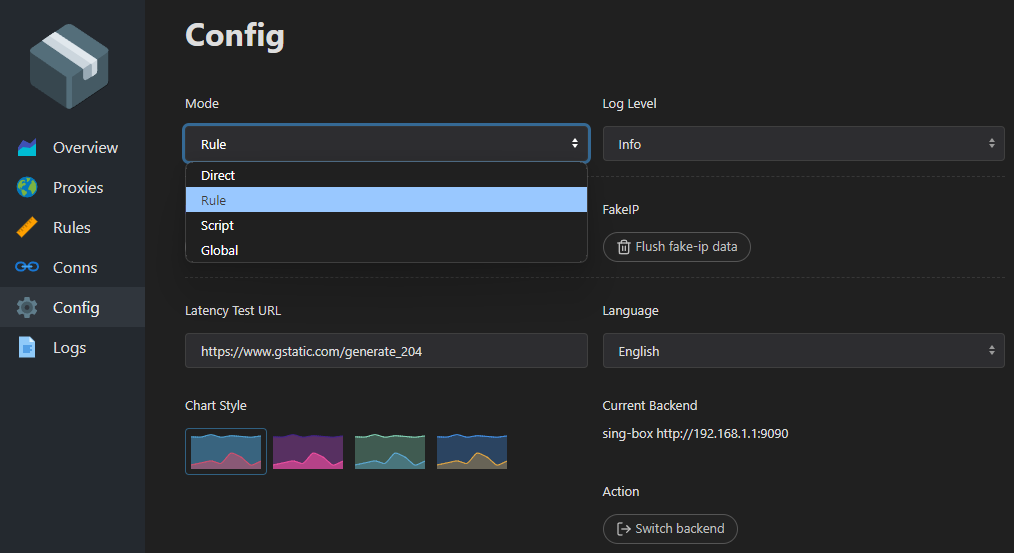 Config
Overview
Proxies
Rules
Conns
Config
Logs
Mode
Rule
Direct
Rule
Script
Global
Log Level
Info
FakeIP
Flush fake-ip data
Latency Test URL
https://www.gstatic.com/generate_204
Language
English
Chart Style
Current Backend
sing-box http://192.168.1.1:9090
Action
Switch backend